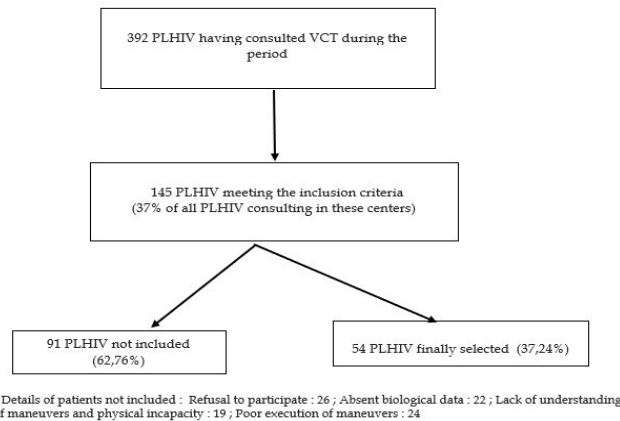 392 PLHIV having consulted VCT during the
period
145 PLHIV meeting the inclusion criteria
(37% of all PLHIV consulting in these centers)
91 PLHIV not included
(62,76%)
54 PLHIV finally selected (37,24%)
Details of patients not included : Refusal to participate : 26 ; Absent biological data : 22 ; Lack of understanding
f maneuvers and physical incapacity : 19 ; Poor execution of maneuvers : 24